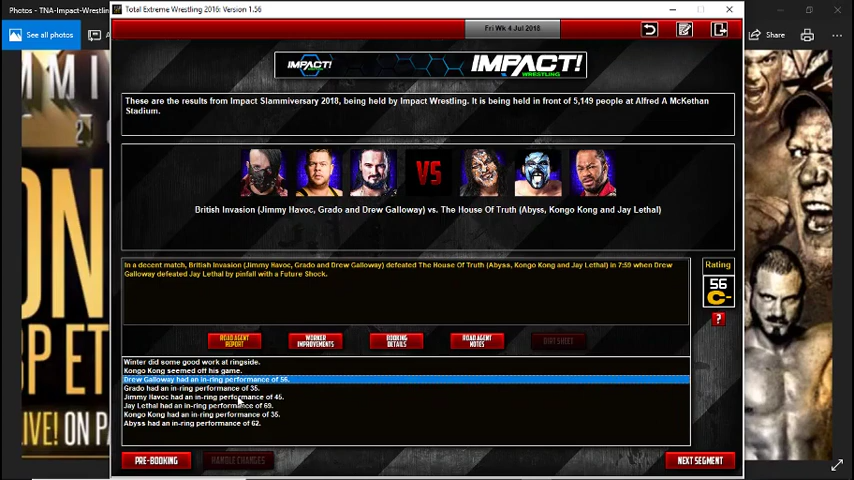 Photos - TNA-Impact-Wrestli
Total Extreme Wrestling 2016: Version 1.56
See all photos
Share
Fri Wk 4 Jul 2018
IMPACT!
IMPACT!
WRESTLING
These are the results from Impact Slammiversary 2018, being held by Impact Wrestling. It is being held in front of 5,149 people at Alfred A McKethan
Stadium.
VS
British Invasion (Jimmy Havoc, Grado and Drew Galloway) vs. The House Of Truth (Abyss, Kongo Kong and Jay Lethal)
In a decent match, British Invasion (Jimmy Havoc, Grado and Drew Galloway) defeated The House Of Truth (Abyss, Kongo Kong and Jay Lethal) in 7:59 when Drew
Galloway defeated Jay Lethal by pinfall with a Future Shock.
Rating
56
C-
?
ROAD AGENT
REPORT
WORKER
IMPROVEMENTS
BOOKING
DETAILS
ROAD AGENT
NOTES
DIRT SHEET
Winter did some good work at ringside.
Kongo Kong seemed off his game.
Drew Galloway had an in-ring performance of 56.
Grado had an in-ring performance of 35.
Jimmy Havoc had an in-ring performance of 45.
Jay Lethal had an in-ring performance of 69.
Kongo Kong had an in-ring performance of 35.
Abyss had an in-ring performance of 62.
PRE-BOOKING
HANDLE CHANGES
NEXT SEGMENT